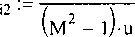 i2 :=
(M² − 1)·u